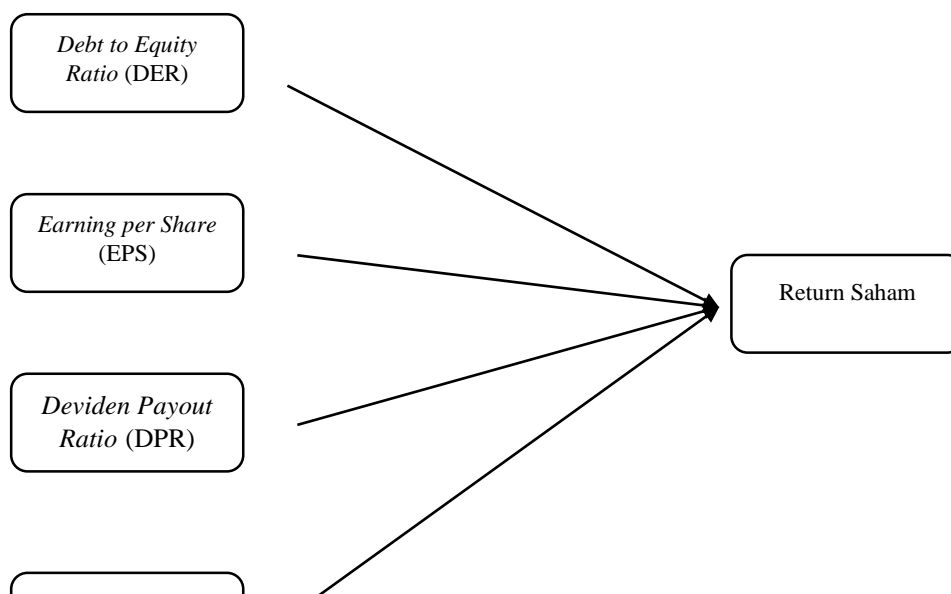 Debt to Equity
Ratio (DER)
Earning per Share
(EPS)
Return Saham
Deviden Payout
Ratio (DPR)